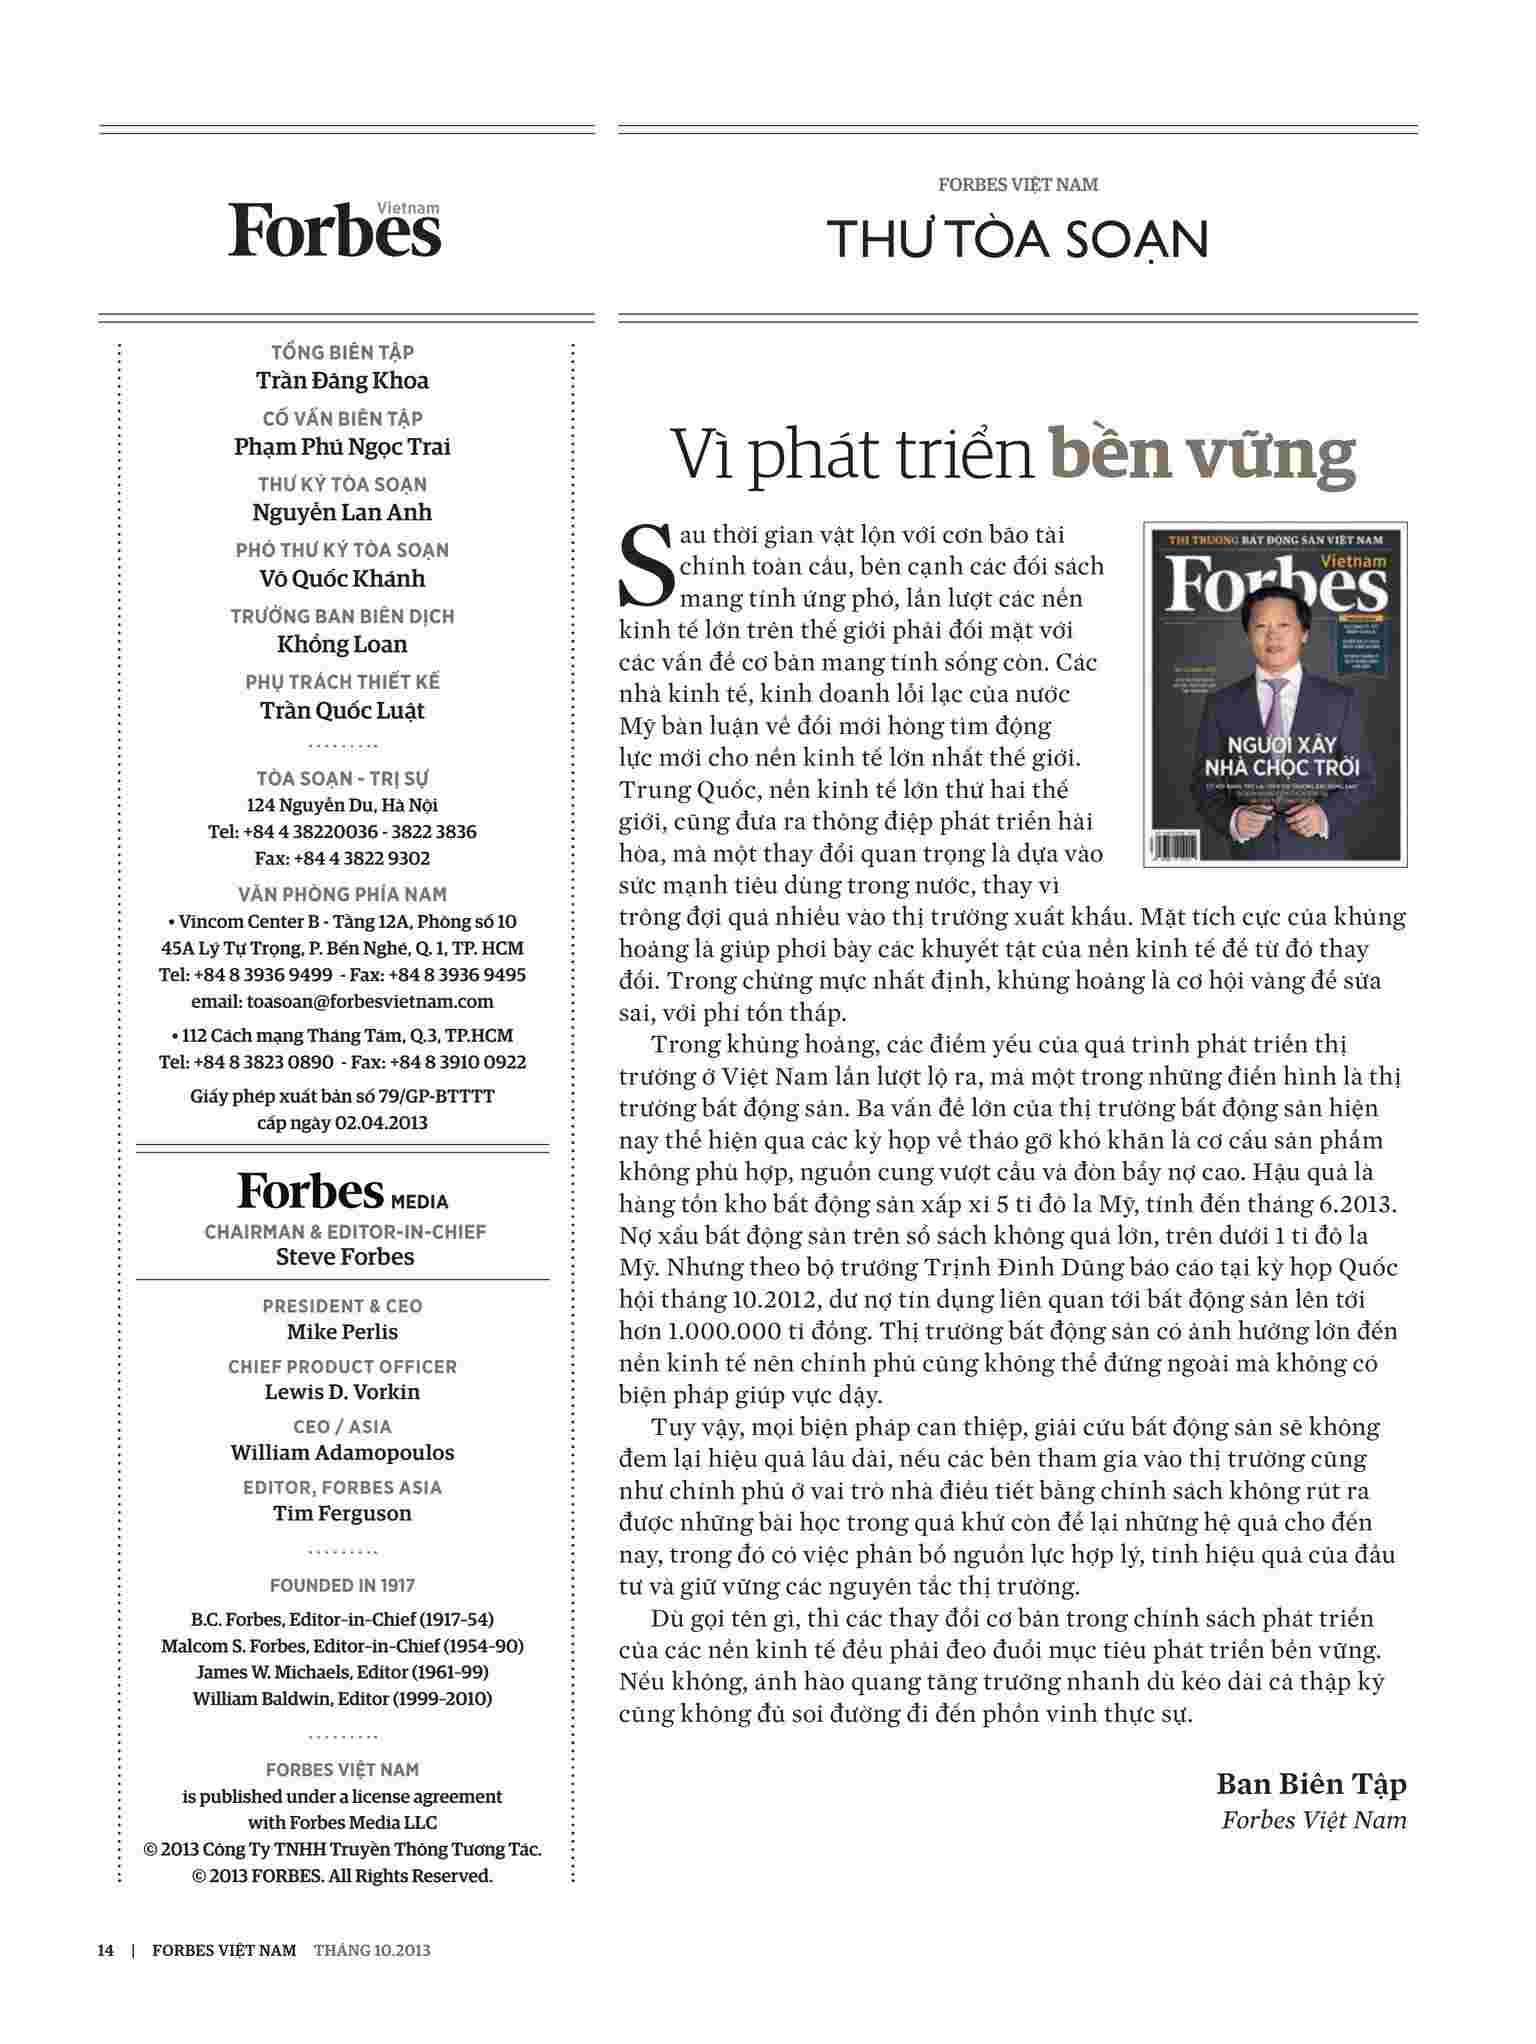 Forbes
Vietnam
TỔNG BIÊN TẬP
Trần Đăng Khoa
CỐ VẤN BIÊN TẬP
Phạm Phú Ngọc Trai
THƯ KÝ TÒA SOẠN
Nguyễn Lan Anh
PHÓ THƯ KÝ TÒA SOẠN
Võ Quốc Khánh
TRƯỞNG BAN BIÊN DỊCH
Khổng Loan
PHỤ TRÁCH THIẾT KẾ
Trần Quốc Luật
TÒA SOẠN - TRỊ SỰ
124 Nguyễn Du, Hà Nội
Tel: +84 4 38220036 - 3822 3836
Fax: +84 4 3822 9302
VĂN PHÒNG PHÍA NAM
• Vincom Center B - Tầng 12A, Phòng số 10
45A Lý Tự Trọng, P. Bến Nghé, Q. 1, TP. HCM
Tel: +84 8 3936 9499 - Fax: +84 8 3936 9495
email: toasoan@forbesvietnam.com
• 112 Cách mạng Tháng Tám, Q.3, TP.HCM
Tel: +84 8 3823 0890 - Fax: +84 8 3910 0922
Giấy phép xuất bản số 79/GP-BTTTT
cấp ngày 02.04.2013
Forbes MEDIA
CHAIRMAN & EDITOR-IN-CHIEF
Steve Forbes
PRESIDENT & CEO
Mike Perlis
CHIEF PRODUCT OFFICER
Lewis D. Vorkin
CEO / ASIA
William Adamopoulos
EDITOR, FORBES ASIA
Tim Ferguson
FOUNDED IN 1917
B.C. Forbes, Editor-in-Chief (1917-54)
Malcom S. Forbes, Editor-in-Chief (1954-90)
James W. Michaels, Editor (1961-99)
William Baldwin, Editor (1999-2010)
FORBES VIỆT NAM
is published under a license agreement
with Forbes Media LLC
© 2013 Công Ty TNHH Truyền Thông Tương Tác.
© 2013 FORBES. All Rights Reserved.
FORBES VIỆT NAM
THƯ TÒA SOẠN
Vì phát triển bền vững
Sau thời gian vật lộn với cơn bão tài
chính toàn cầu, bên cạnh các đối sách
mang tính ứng phó, lần lượt các nền
kinh tế lớn trên thế giới phải đối mặt với
các vấn đề cơ bản mang tính sống còn. Các
nhà kinh tế, kinh doanh lỗi lạc của nước
Mỹ bàn luận về đổi mới hòng tìm động
lực mới cho nền kinh tế lớn nhất thế giới.
Trung Quốc, nền kinh tế lớn thứ hai thế
giới, cũng đưa ra thông điệp phát triển hài
hòa, mà một thay đổi quan trọng là dựa vào
sức mạnh tiêu dùng trong nước, thay vì
trông đợi quá nhiều vào thị trường xuất khẩu. Mặt tích cực của khủng
hoảng là giúp phơi bày các khuyết tật của nền kinh tế để từ đó thay
đổi. Trong chừng mực nhất định, khủng hoảng là cơ hội vàng để sửa
sai, với phí tổn thấp.
Trong khủng hoảng, các điểm yếu của quá trình phát triển thị
trường ở Việt Nam lần lượt lộ ra, mà một trong những điển hình là thị
trường bất động sản. Ba vấn đề lớn của thị trường bất động sản hiện
nay thể hiện qua các kỳ họp về tháo gỡ khó khăn là cơ cấu sản phẩm
không phù hợp, nguồn cung vượt cầu và đòn bẩy nợ cao. Hậu quả là
hàng tồn kho bất động sản xấp xỉ 5 tỉ đô la Mỹ, tính đến tháng 6.2013.
Nợ xấu bất động sản trên sổ sách không quá lớn, trên dưới 1 tỉ đô la
Mỹ. Nhưng theo bộ trưởng Trịnh Đình Dũng báo cáo tại kỳ họp Quốc
hội tháng 10.2012, dư nợ tín dụng liên quan tới bất động sản lên tới
hơn 1.000.000 tỉ đồng. Thị trường bất động sản có ảnh hưởng lớn đến
nền kinh tế nên chính phủ cũng không thể đứng ngoài mà không có
biện pháp giúp vực dậy.
Tuy vậy, mọi biện pháp can thiệp, giải cứu bất động sản sẽ không
đem lại hiệu quả lâu dài, nếu các bên tham gia vào thị trường cũng
như chính phủ ở vai trò nhà điều tiết bằng chính sách không rút ra
được những bài học trong quá khứ còn để lại những hệ quả cho đến
nay, trong đó có việc phân bổ nguồn lực hợp lý, tính hiệu quả của đầu
tư và giữ vững các nguyên tắc thị trường.
Dù gọi tên gì, thì các thay đổi cơ bản trong chính sách phát triển
của các nền kinh tế đều phải đeo đuổi mục tiêu phát triển bền vững.
Nếu không, ánh hào quang tăng trưởng nhanh dù kéo dài cả thập kỷ
cũng không đủ soi đường đi đến phồn vinh thực sự.
Ban Biên Tập
Forbes Việt Nam
THỊ TRƯỜNG BẤT ĐỘNG SẢN VIỆT NAM
Forbes
Vietnam
NGƯỜI XÂY
NHÀ CHỌC TRỜI
14 | FORBES VIỆT NAM THÁNG 10.2013